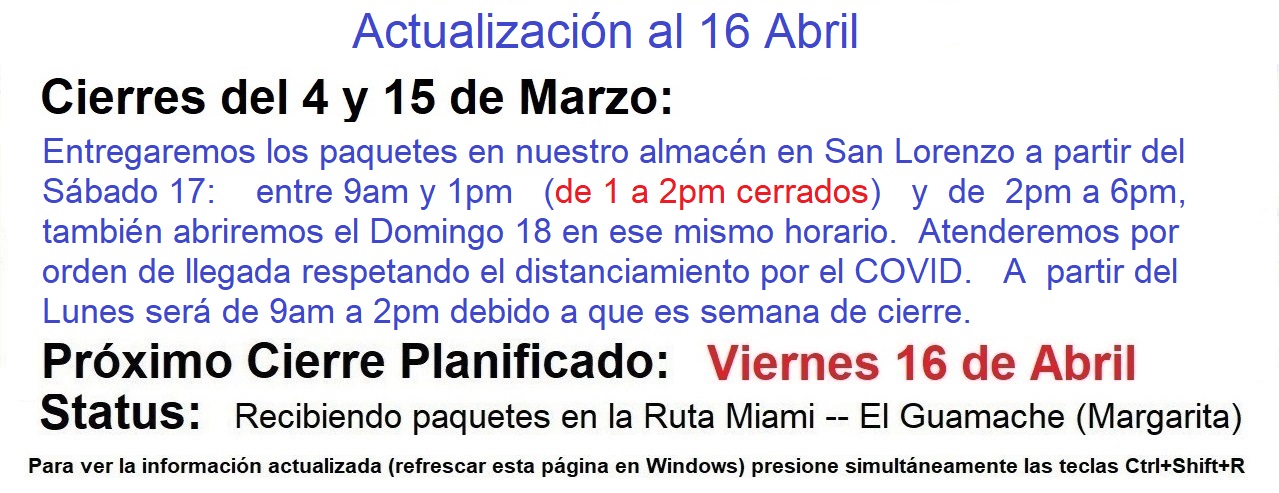 Actualización al 16 Abril
Cierres del 4 y 15 de Marzo:
Entregaremos los paquetes en nuestro almacén en San Lorenzo a partir del
Sábado 17: entre 9am y 1pm (de 1 a 2pm cerrados) y de 2pm a 6pm,
también abriremos el Domingo 18 en ese mismo horario. Atenderemos por
orden de llegada respetando el distanciamiento por el COVID. A partir del
Lunes será de 9am a 2pm debido a que es semana de cierre.
Próximo Cierre Planificado: Viernes 16 de Abril
Status: Recibiendo paquetes en la Ruta Miami -- El Guamache (Margarita)
Para ver la información actualizada (refrescar esta página en Windows) presione simultáneamente las teclas Ctrl+Shift+R